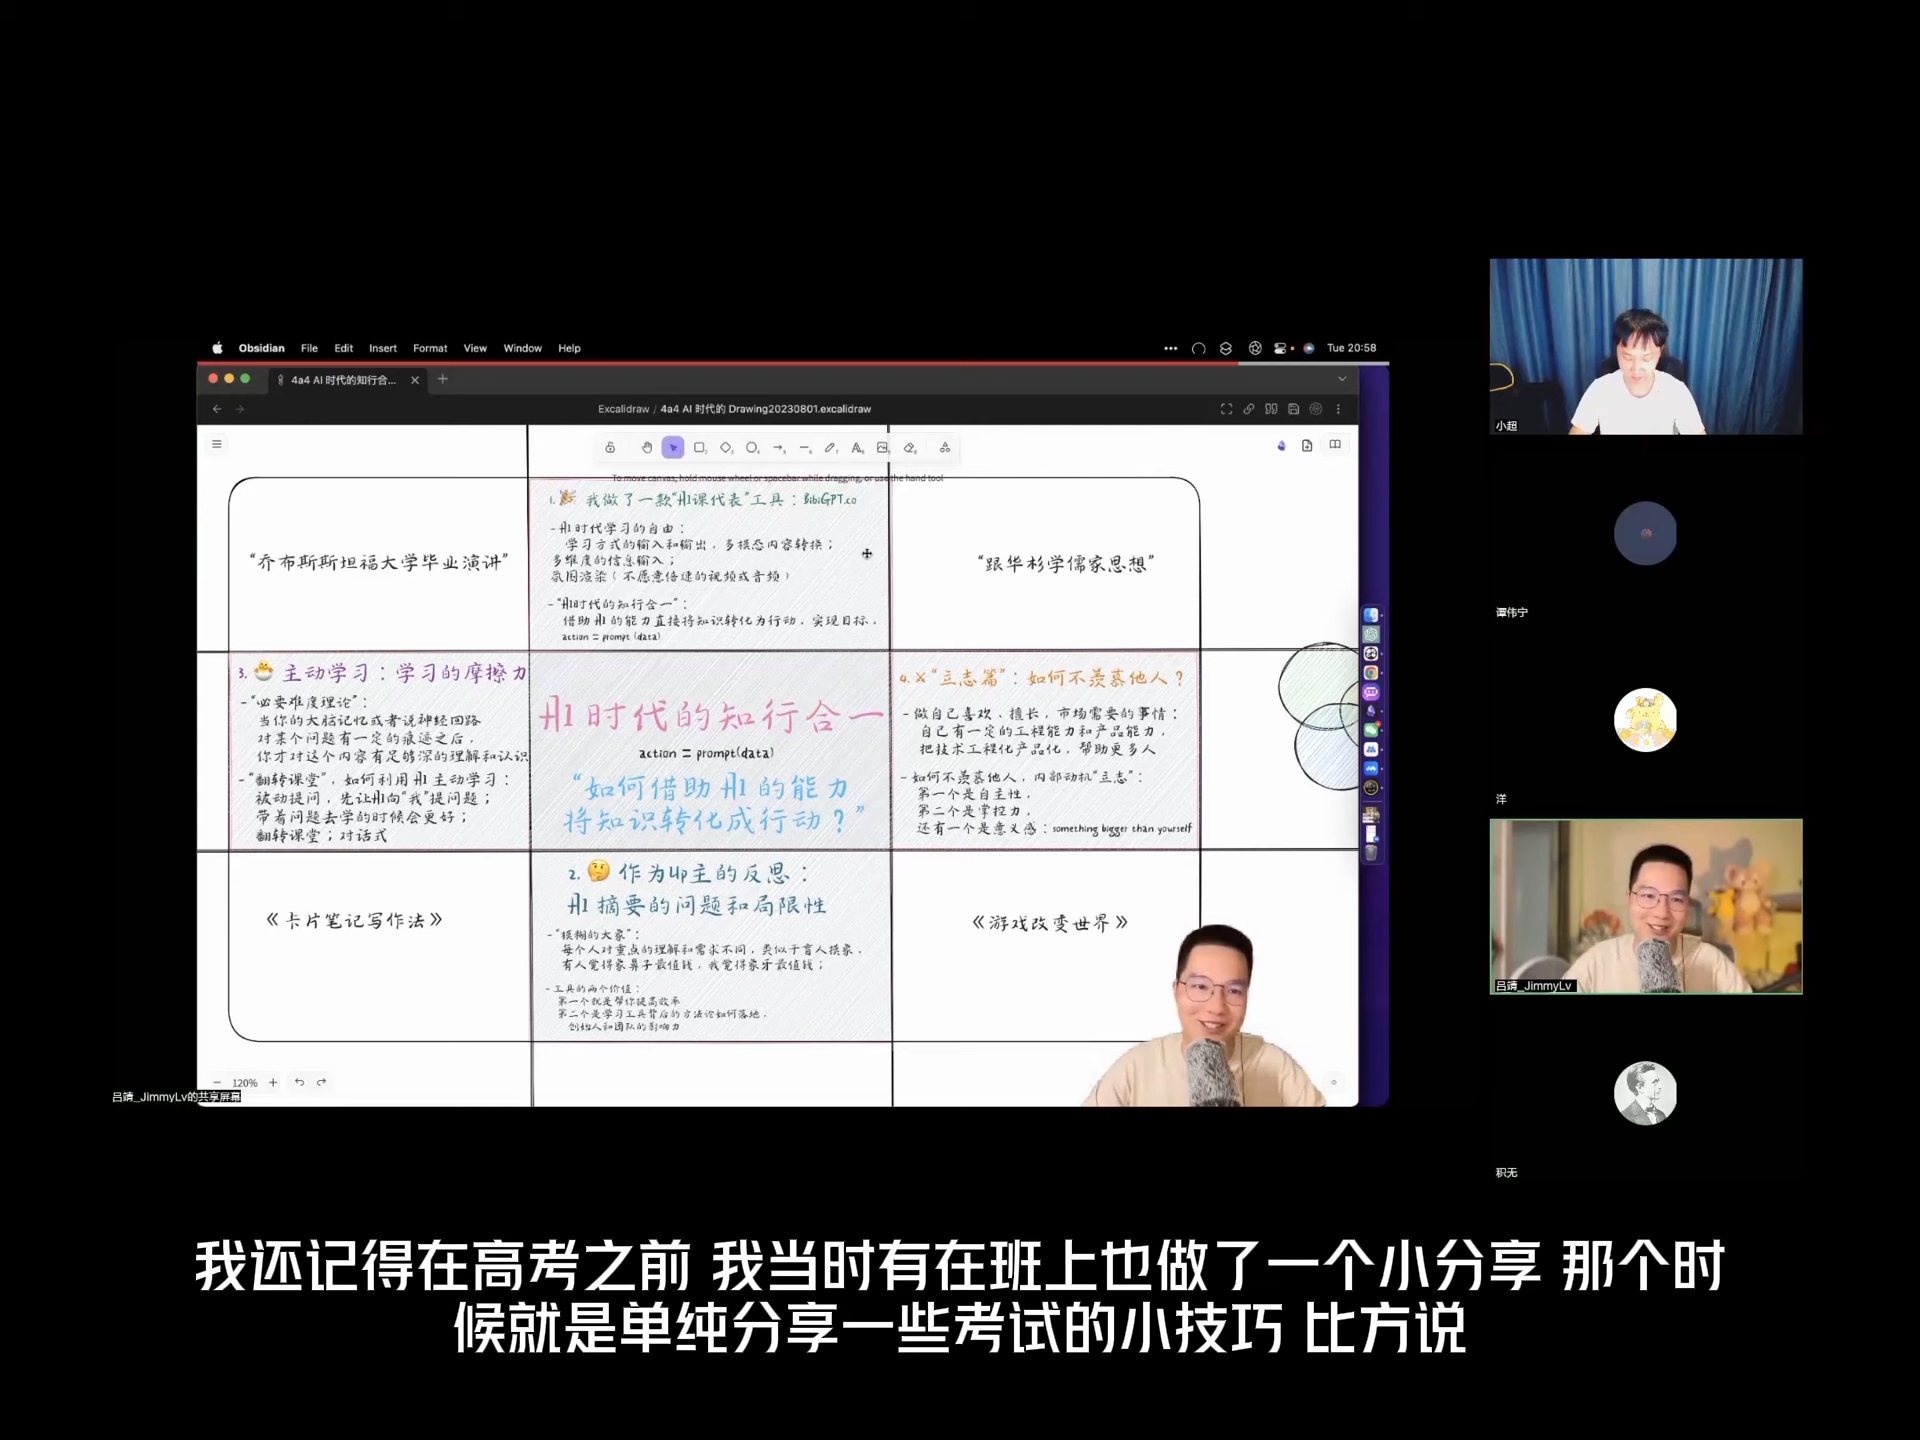 Obsidian File Edit Insert Format View Window Help
Tue 20:58
4a4 AI 时代的知行合...
Excalidraw / 4a4 AI 时代的 Drawing20230801.excalidraw
To move canvas, hold mouse wheel or spacebar while dragging, or use the hand tool
“乔布斯斯坦福大学毕业演讲”
1. 🎉 我做了一款“AI课代表”工具：BibiGPT.co
- AI 时代学习的自由：
学习方式的输入和输出，多模态内容转换；
多维度的信息输入；
氛围渲染（不愿意倍速的视频或音频）
- “AI时代的知行合一”：
借助 AI 的能力直接将知识转化为行动，实现目标，
action = prompt (data)
“跟华杉学儒家思想”
3. 🐣 主动学习：学习的摩擦力
- “必要难度理论”：
当你的大脑记忆或者说神经回路
对某个问题有一定的痕迹之后，
你才对这个内容有足够深的理解和认识
- “翻转课堂”，如何利用 AI 主动学习：
被动提问，先让AI向“我”提问题；
带着问题去学的时候会更好；
翻转课堂；对话式
AI 时代的知行合一
action = prompt(data)
“如何借助 AI 的能力
将知识转化成行动？”
4. ⚔ “立志篇”：如何不羡慕他人？
- 做自己喜欢、擅长，市场需要的事情：
自己有一定的工程能力和产品能力，
把技术工程化产品化，帮助更多人
- 如何不羡慕他人，内部动机“立志”：
第一个是自主性，
第二个是掌控力，
还有一个是意义感：something bigger than yourself
《卡片笔记写作法》
2. 🤔 作为up主的反思：
AI 摘要的问题和局限性
- “模糊的大象”：
每个人对重点的理解和需求不同，类似于盲人摸象，
有人觉得象鼻子最值钱，我觉得象牙最值钱；
- 工具的两个价值：
第一个就是帮你提高效率
第二个是学习工具背后的方法论如何落地，
创始人和团队的影响力
《游戏改变世界》
120%
吕靖_JimmyLv的共享屏幕
小超
谭伟宁
洋
吕靖_JimmyLv
积无
我还记得在高考之前 我当时有在班上也做了一个小分享 那个时
候就是单纯分享一些考试的小技巧 比方说